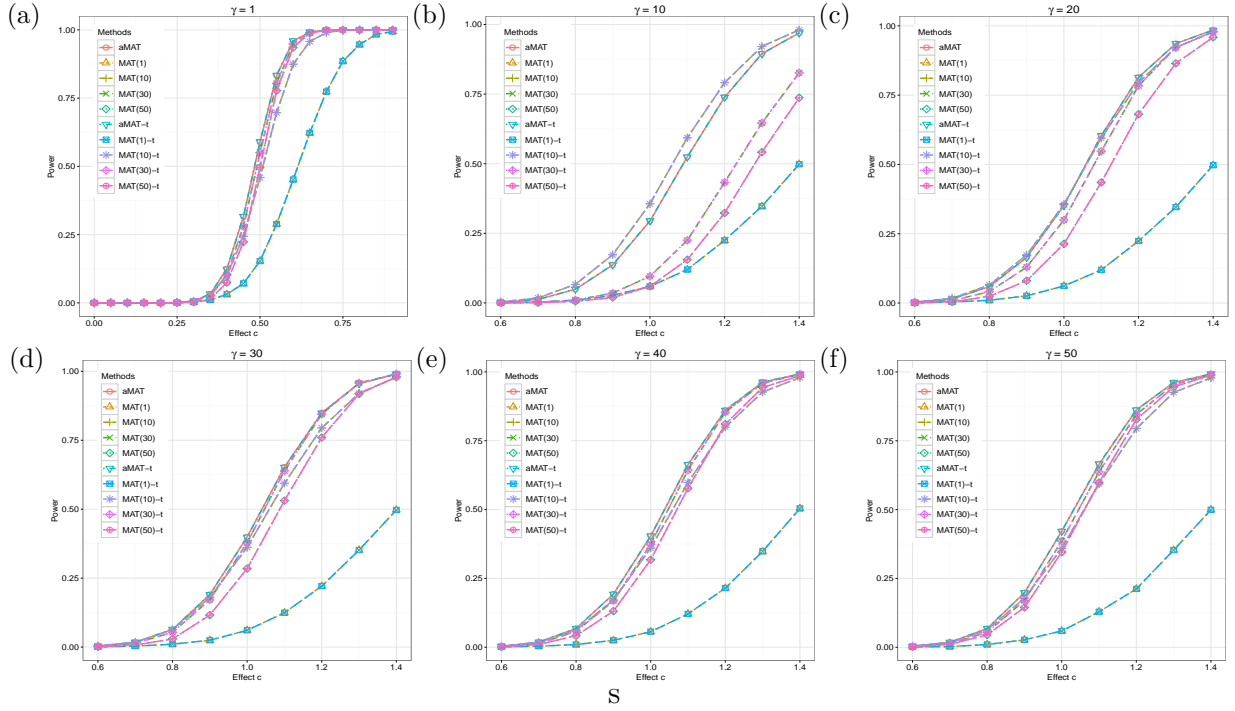 (a)
γ = 1
Power
1.00
0.75
0.50
0.25
0.00
Methods
aMAT
MAT(1)
MAT(10)
MAT(30)
MAT(50)
aMAT−t
MAT(1)−t
MAT(10)−t
MAT(30)−t
MAT(50)−t
0.00 0.25 0.50 0.75
Effect c
(b)
γ = 10
Power
1.00
0.75
0.50
0.25
0.00
Methods
aMAT
MAT(1)
MAT(10)
MAT(30)
MAT(50)
aMAT−t
MAT(1)−t
MAT(10)−t
MAT(30)−t
MAT(50)−t
0.6 0.8 1.0 1.2 1.4
Effect c
(c)
γ = 20
Power
1.00
0.75
0.50
0.25
0.00
Methods
aMAT
MAT(1)
MAT(10)
MAT(30)
MAT(50)
aMAT−t
MAT(1)−t
MAT(10)−t
MAT(30)−t
MAT(50)−t
0.6 0.8 1.0 1.2 1.4
Effect c
(d)
γ = 30
Power
1.00
0.75
0.50
0.25
0.00
Methods
aMAT
MAT(1)
MAT(10)
MAT(30)
MAT(50)
aMAT−t
MAT(1)−t
MAT(10)−t
MAT(30)−t
MAT(50)−t
0.6 0.8 1.0 1.2 1.4
Effect c
(e)
γ = 40
Power
1.00
0.75
0.50
0.25
0.00
Methods
aMAT
MAT(1)
MAT(10)
MAT(30)
MAT(50)
aMAT−t
MAT(1)−t
MAT(10)−t
MAT(30)−t
MAT(50)−t
0.6 0.8 1.0 1.2 1.4
Effect c
(f)
γ = 50
Power
1.00
0.75
0.50
0.25
0.00
Methods
aMAT
MAT(1)
MAT(10)
MAT(30)
MAT(50)
aMAT−t
MAT(1)−t
MAT(10)−t
MAT(30)−t
MAT(50)−t
0.6 0.8 1.0 1.2 1.4
Effect c
s